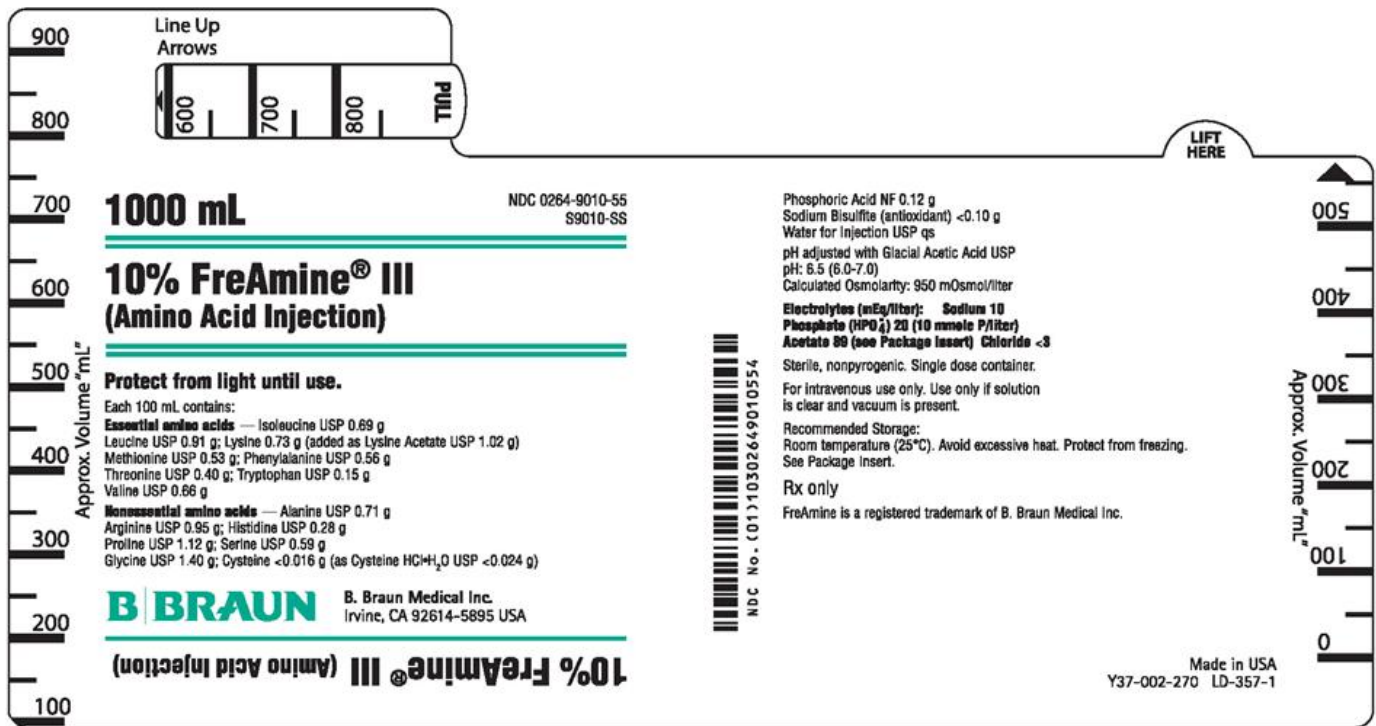 Line Up
Arrows
600
700
800
PULL
900
800
700
600
500
400
300
200
100
Approx. Volume "mL"
1000 mL
NDC 0264-9010-55
S9010-SS
10% FreAmine® III
(Amino Acid Injection)
Protect from light until use.
Each 100 mL contains:
Essential amino acids — Isoleucine USP 0.69 g
Leucine USP 0.91 g; Lysine 0.73 g (added as Lysine Acetate USP 1.02 g)
Methionine USP 0.53 g; Phenylalanine USP 0.56 g
Threonine USP 0.40 g; Tryptophan USP 0.15 g
Valine USP 0.66 g
Nonessential amino acids — Alanine USP 0.71 g
Arginine USP 0.95 g; Histidine USP 0.28 g
Proline USP 1.12 g; Serine USP 0.59 g
Glycine USP 1.40 g; Cysteine <0.016 g (as Cysteine HCl•H₂O USP <0.024 g)
B | BRAUN
B. Braun Medical Inc.
Irvine, CA 92614-5895 USA
10% FreAmine® III (Amino Acid Injection)
NDC No. (01)10302649010554
Phosphoric Acid NF 0.12 g
Sodium Bisulfite (antioxidant) <0.10 g
Water for Injection USP qs
pH adjusted with Glacial Acetic Acid USP
pH: 6.5 (6.0-7.0)
Calculated Osmolarity: 950 mOsmol/liter
Electrolytes (mEq/liter): Sodium 10
Phosphate (HPO₄⁼) 20 (10 mmole P/liter)
Acetate 89 (see Package Insert) Chloride <3
Sterile, nonpyrogenic. Single dose container.
For intravenous use only. Use only if solution
is clear and vacuum is present.
Recommended Storage:
Room temperature (25°C). Avoid excessive heat. Protect from freezing.
See Package Insert.
Rx only
FreAmine is a registered trademark of B. Braun Medical Inc.
LIFT
HERE
500
400
300
200
100
0
Approx. Volume "mL"
Made in USA
Y37-002-270 LD-357-1